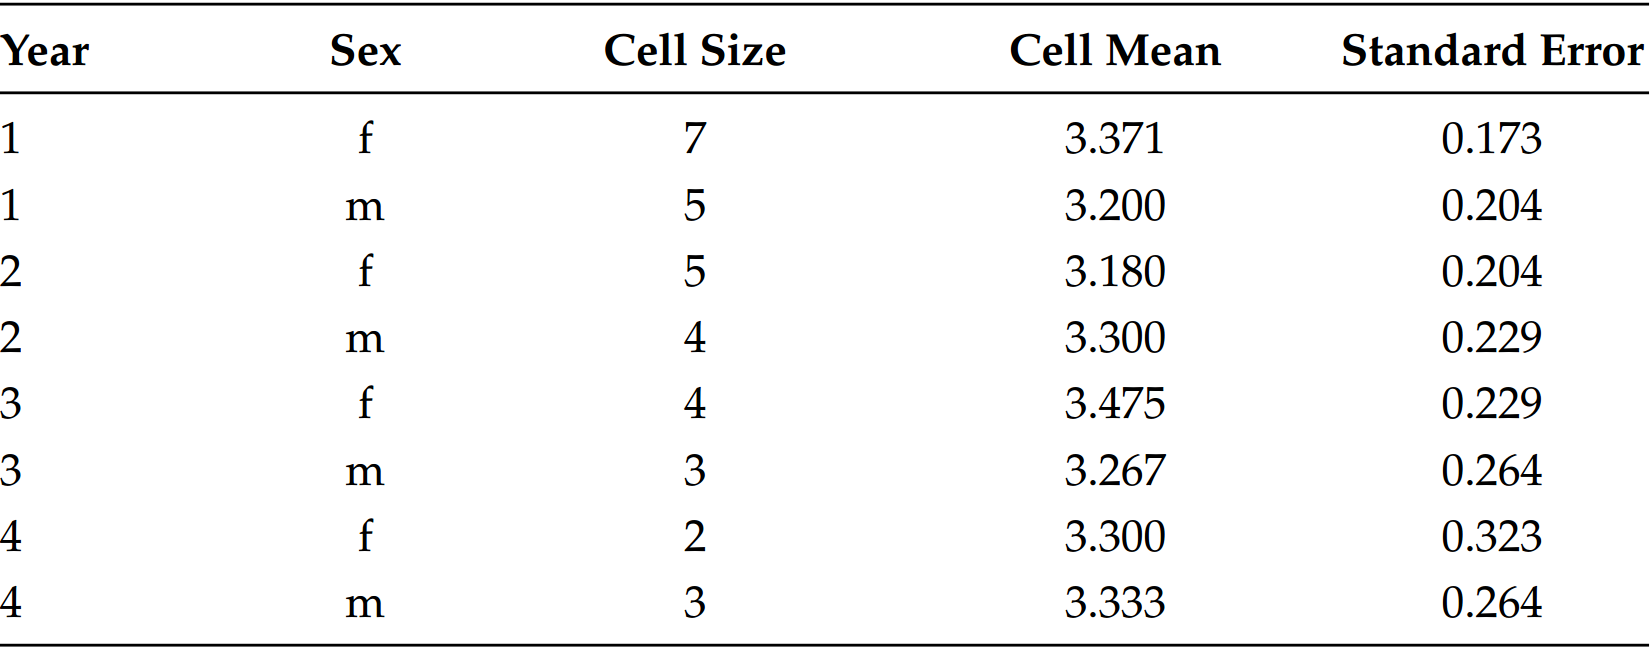 Year Sex Cell Size Cell Mean Standard Error
1 f 7 3.371 0.173
1 m 5 3.200 0.204
2 f 5 3.180 0.204
2 m 4 3.300 0.229
3 f 4 3.475 0.229
3 m 3 3.267 0.264
4 f 2 3.300 0.323
4 m 3 3.333 0.264